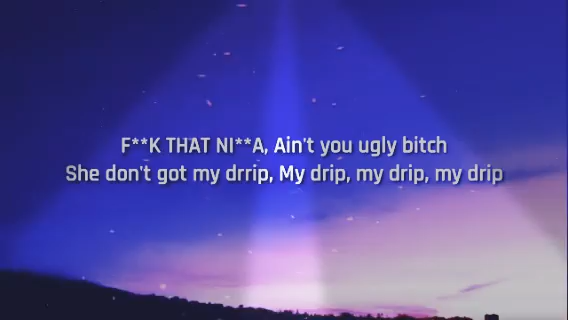 F**K THAT NI**A, Ain't you ugly bitch
She don't got my drrip, My drip, my drip, my drip